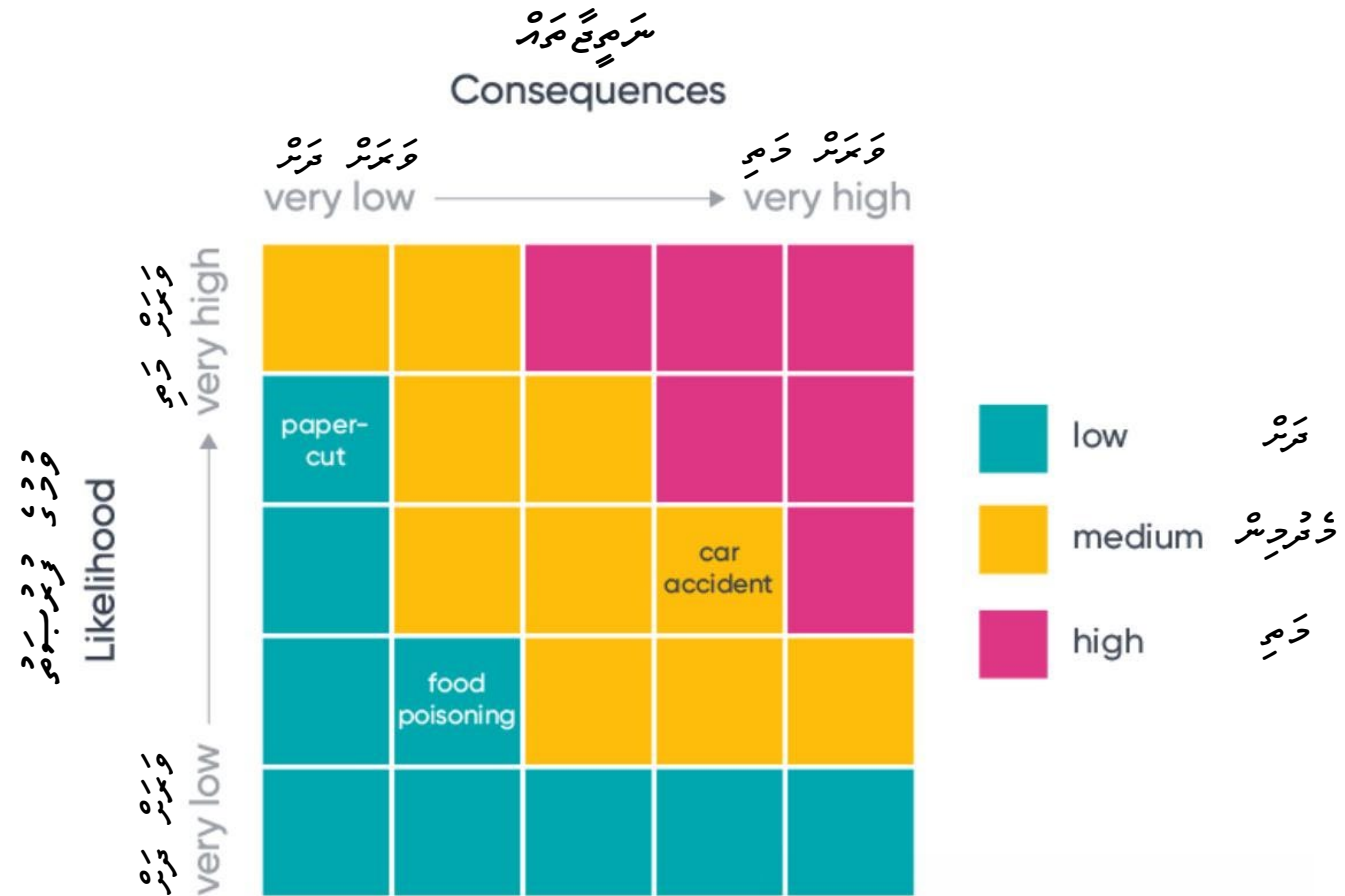 ނަތީޖާތައް
Consequences
ވަރަށް ދަށް
ވަރަށް މަތި
very low
very high
ވަރަށް މަތި
very high
paper-
cut
low
ދަށް
ވުމުގެ ފުރުޞަތު
Likelihood
car
accident
medium
މެދުމިން
high
މަތި
food
poisoning
ވަރަށް ދަށް
very low